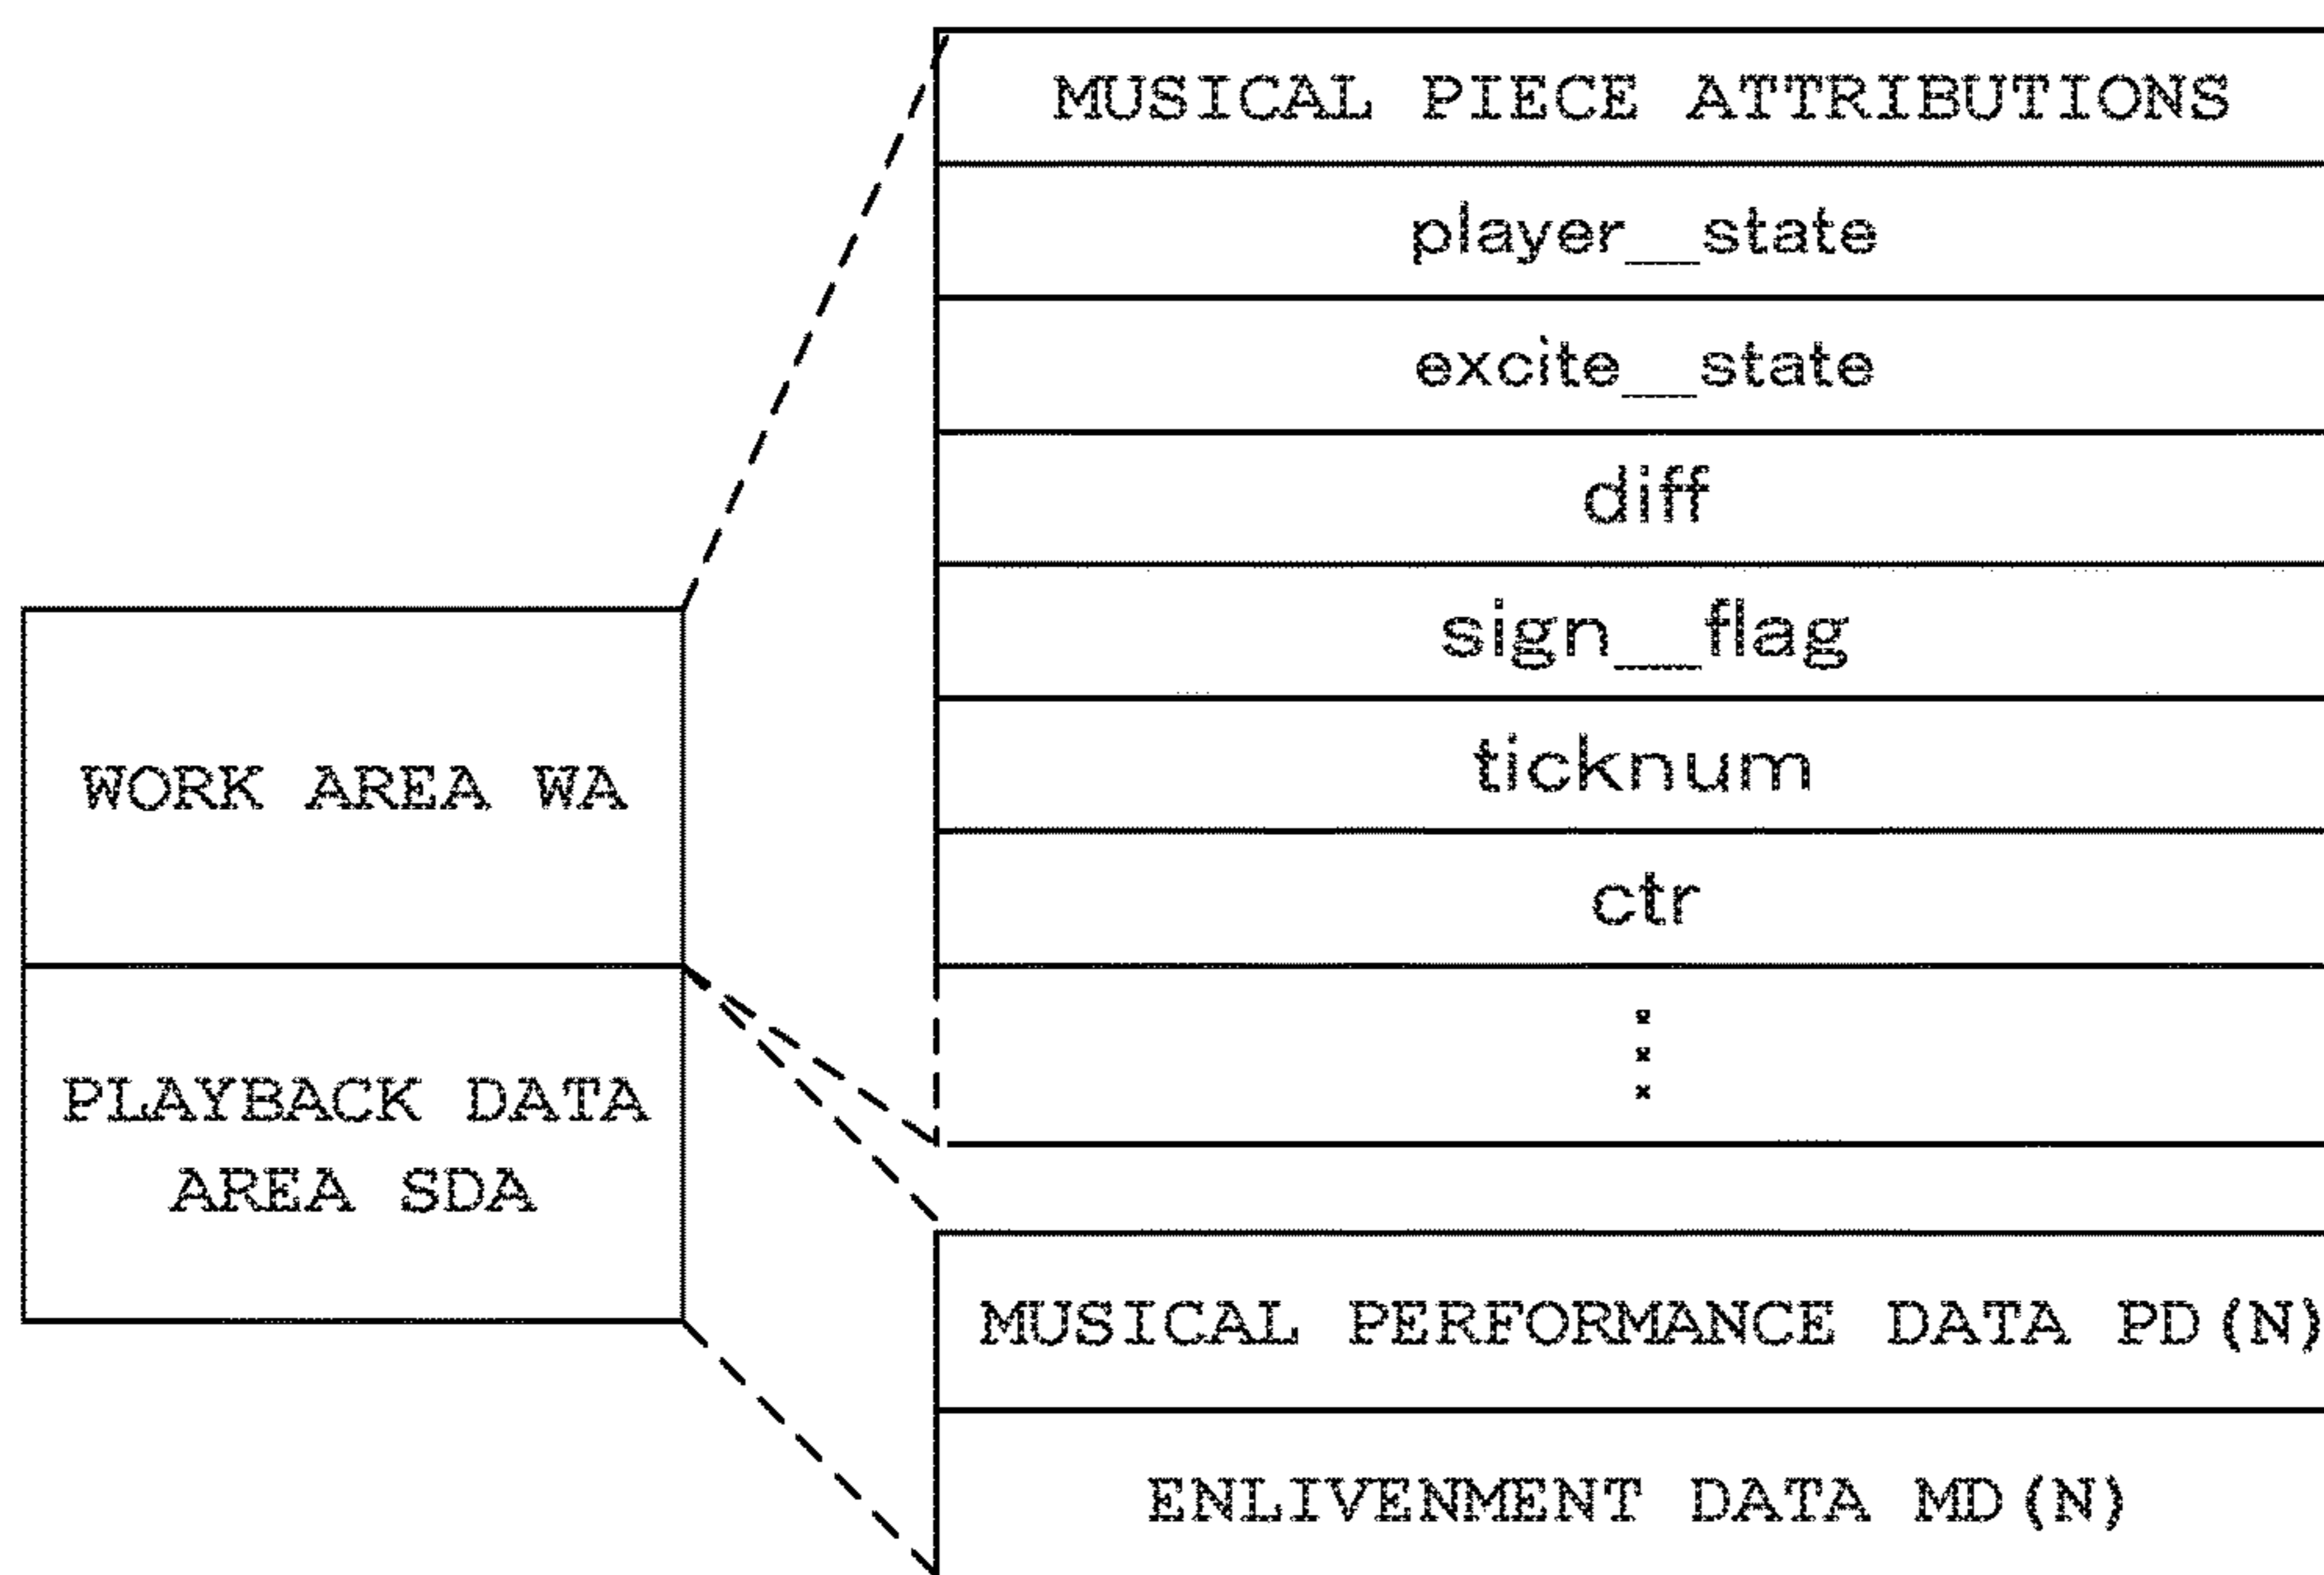 MUSICAL PIECE ATTRIBUTIONS
player__state
excite__state
diff
sign__flag
ticknum
ctr
WORK AREA WA
PLAYBACK DATA
AREA SDA
MUSICAL PERFORMANCE DATA PD(N)
ENLIVENMENT DATA MD(N)